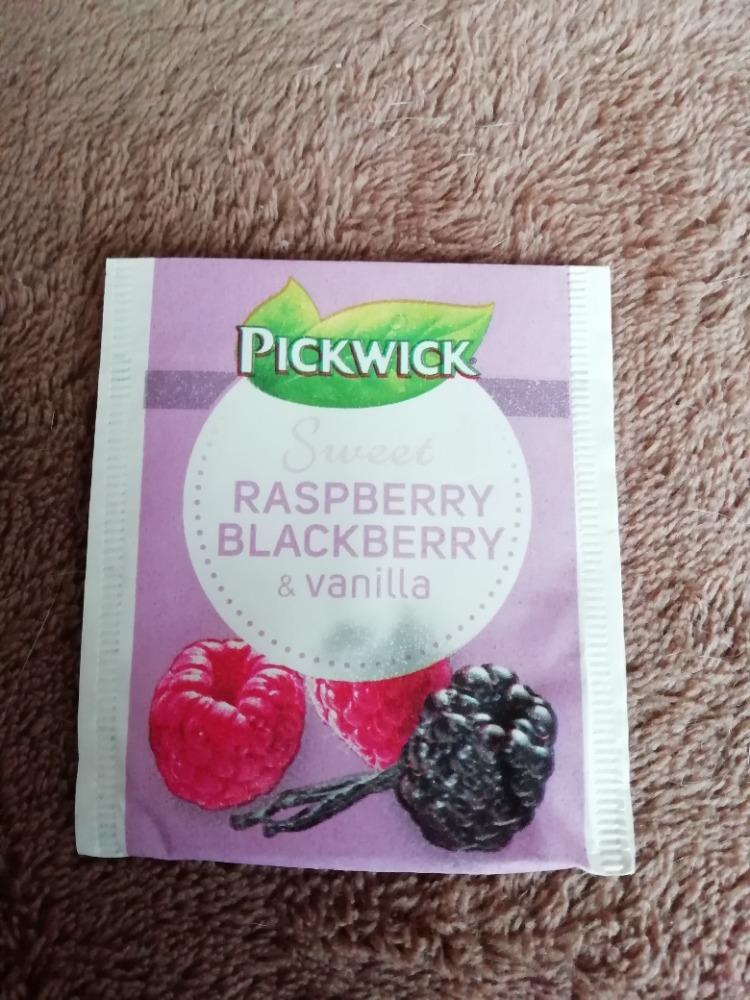 PICKWICK
Sweet
RASPBERRY
BLACKBERRY
& vanilla